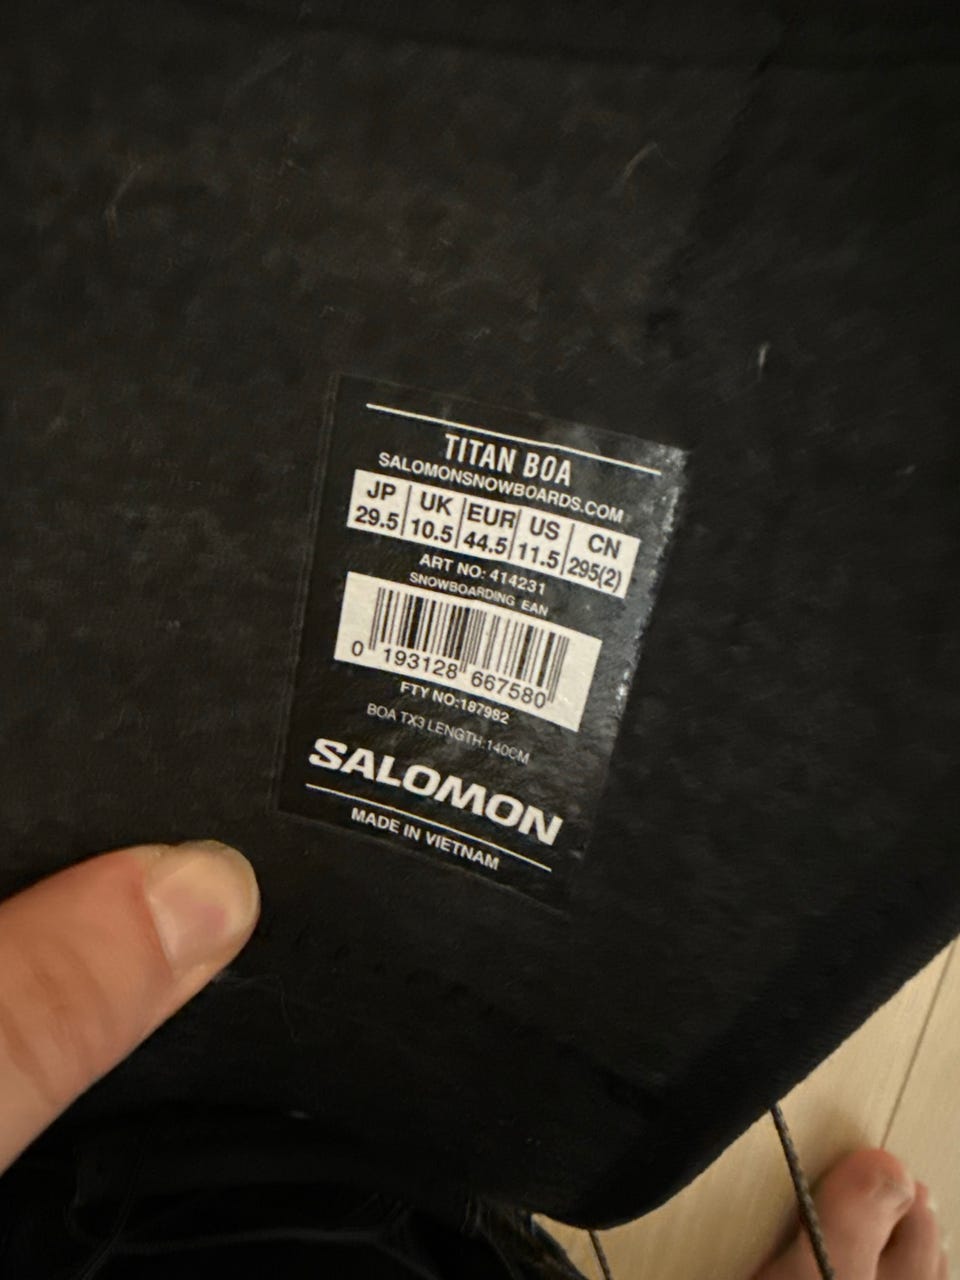 TITAN BOA
SALOMONSNOWBOARDS.COM
JP UK EUR US CN
29.5 10.5 44.5 11.5 295(2)
ART NO: 414231
SNOWBOARDING EAN
0 193128 667580
FTY NO:187982
BOA TX3 LENGTH:140CM
SALOMON
MADE IN VIETNAM